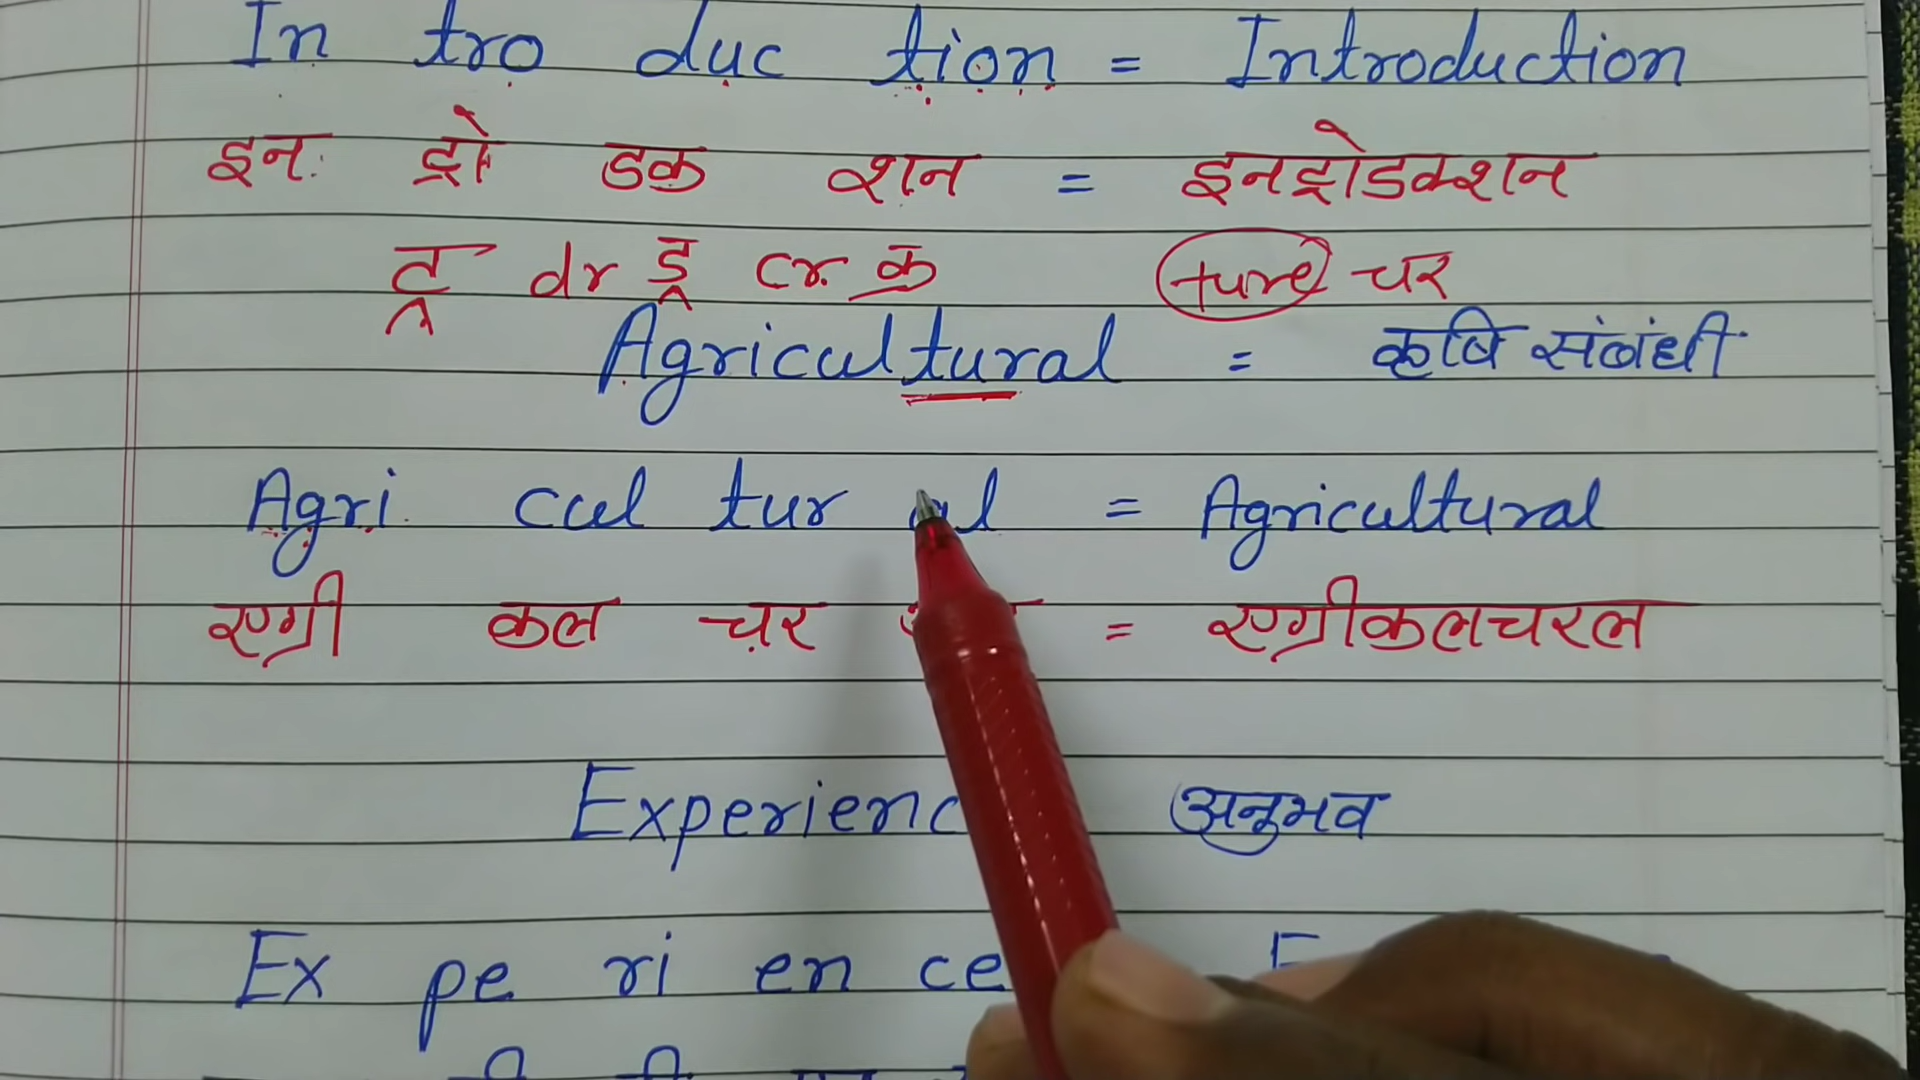 In tro duc tion = Introduction
इन ट्रो डक शन = इनट्रोडक्शन
ट्र dr ड्र cr. क्र ture चर
Agricultural = कृषि संबंधी
Agri cul tur al = Agricultural
एग्री कल चर = एग्रीकलचरल
अनुभव
Ex pe ri en ce